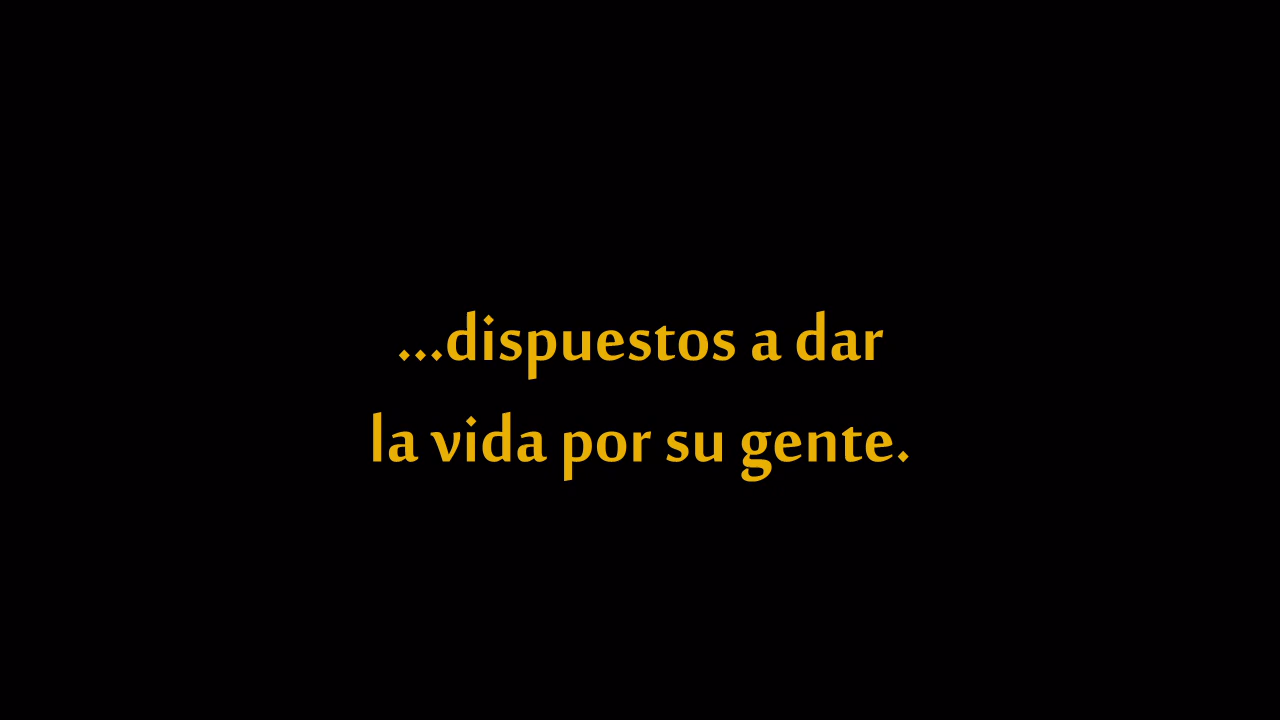 ...dispuestos a dar
la vida por su gente.